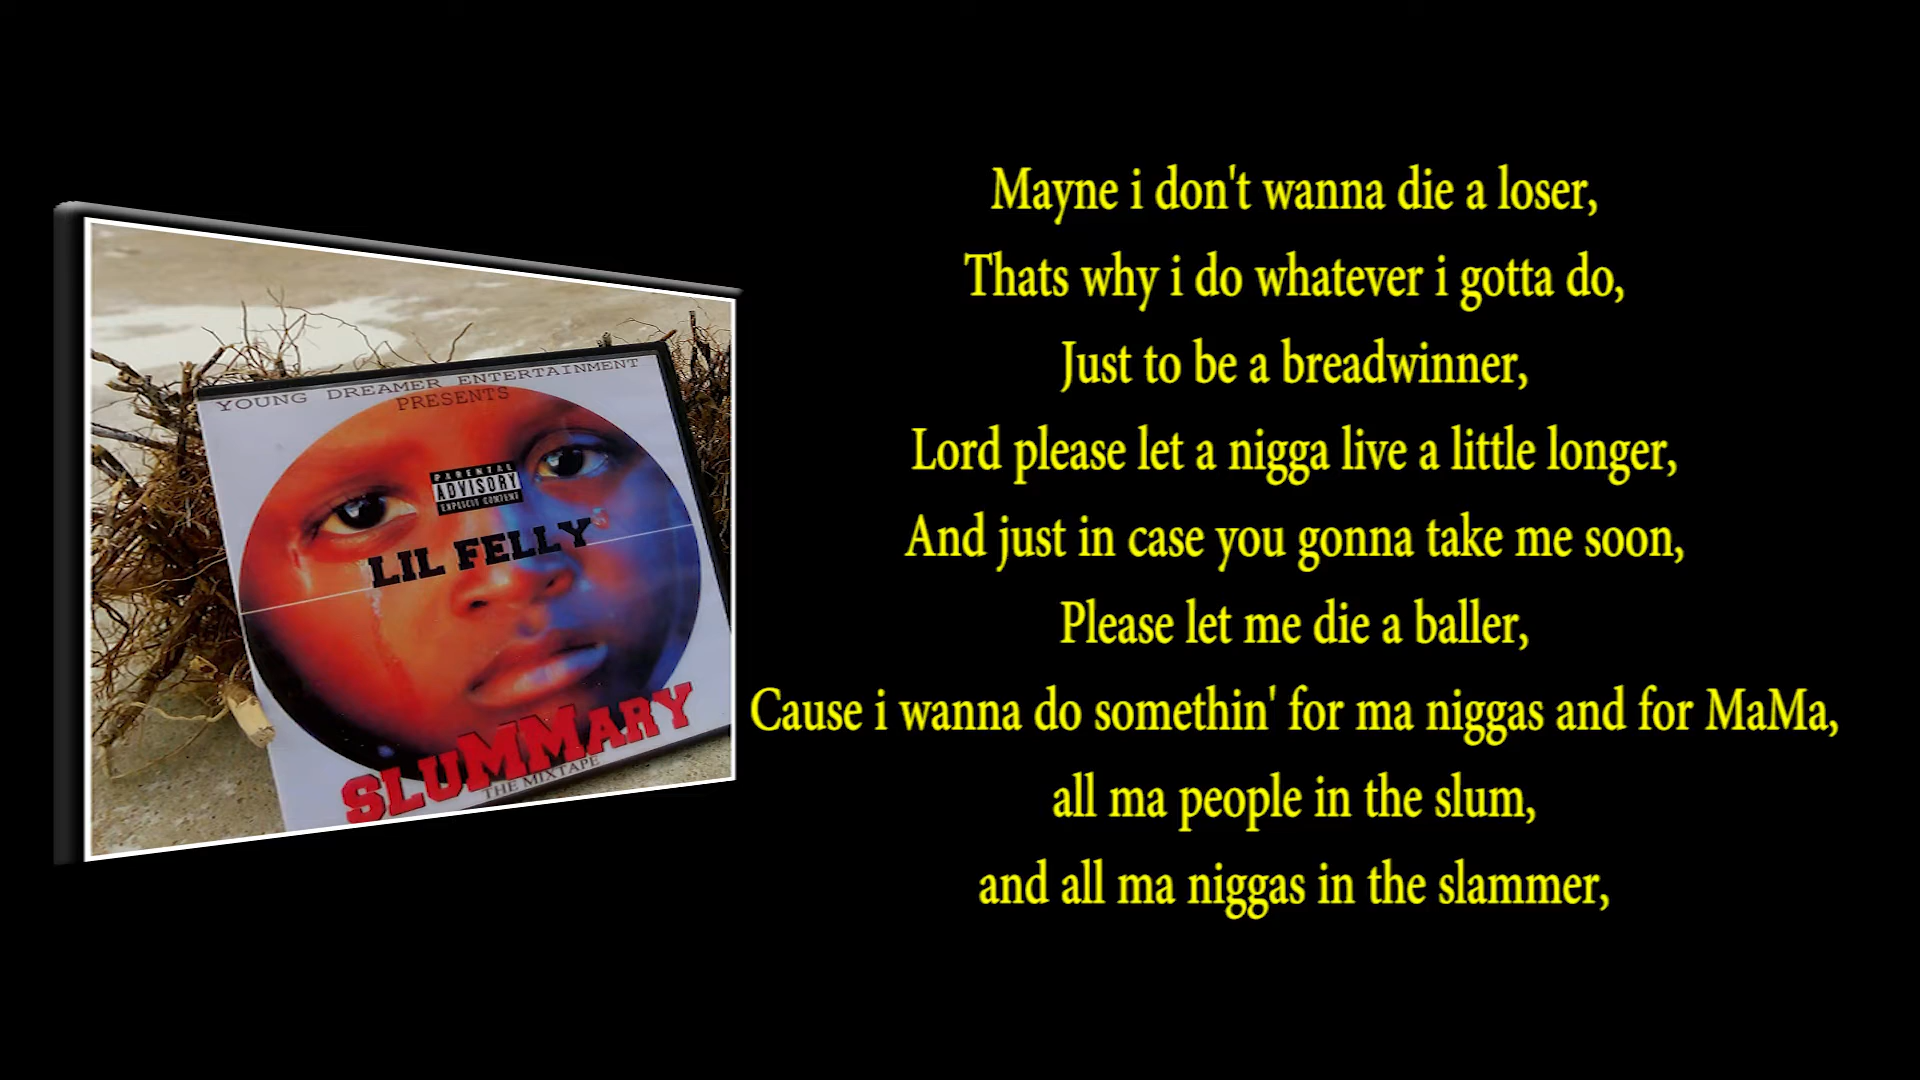 YOUNG DREAMER ENTERTAINMENT
PRESENTS
PARENTAL
ADVISORY
EXPLICIT CONTENT
LIL FELLY
SLUMMARY
THE MIXTAPE
Mayne i don't wanna die a loser,
Thats why i do whatever i gotta do,
Just to be a breadwinner,
Lord please let a nigga live a little longer,
And just in case you gonna take me soon,
Please let me die a baller,
Cause i wanna do somethin' for ma niggas and for MaMa,
all ma people in the slum,
and all ma niggas in the slammer,